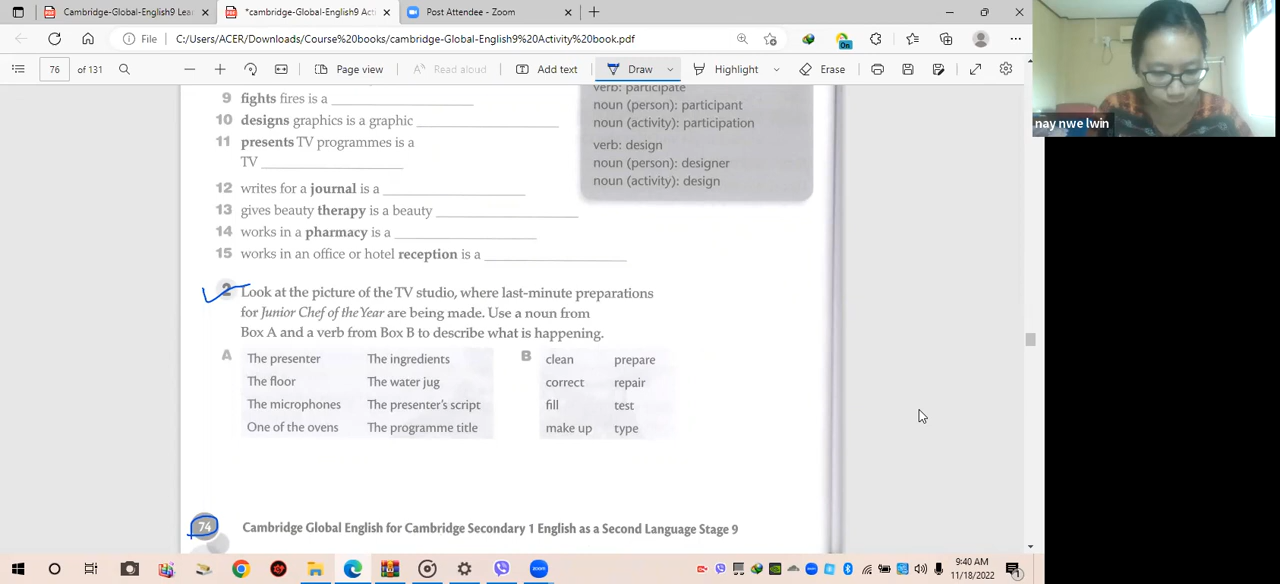 Cambridge-Global-English9 Lear
*cambridge-Global-English9 Acti
Post Attendee - Zoom
File
C:/Users/ACER/Downloads/Course%20books/cambridge-Global-English9%20Activity%20book.pdf
On
76 of 131
Page view
Read aloud
Add text
Draw
Highlight
Erase
nay nwe lwin
9 fights fires is a
10 designs graphics is a graphic
11 presents TV programmes is a
TV
12 writes for a journal is a
13 gives beauty therapy is a beauty
14 works in a pharmacy is a
15 works in an office or hotel reception is a
verb: participate
noun (person): participant
noun (activity): participation
verb: design
noun (person): designer
noun (activity): design
2 Look at the picture of the TV studio, where last-minute preparations
for Junior Chef of the Year are being made. Use a noun from
Box A and a verb from Box B to describe what is happening.
A
The presenter The ingredients
The floor The water jug
The microphones The presenter's script
One of the ovens The programme title
B
clean prepare
correct repair
fill test
make up type
74 Cambridge Global English for Cambridge Secondary 1 English as a Second Language Stage 9
zoom
9:40 AM
11/18/2022